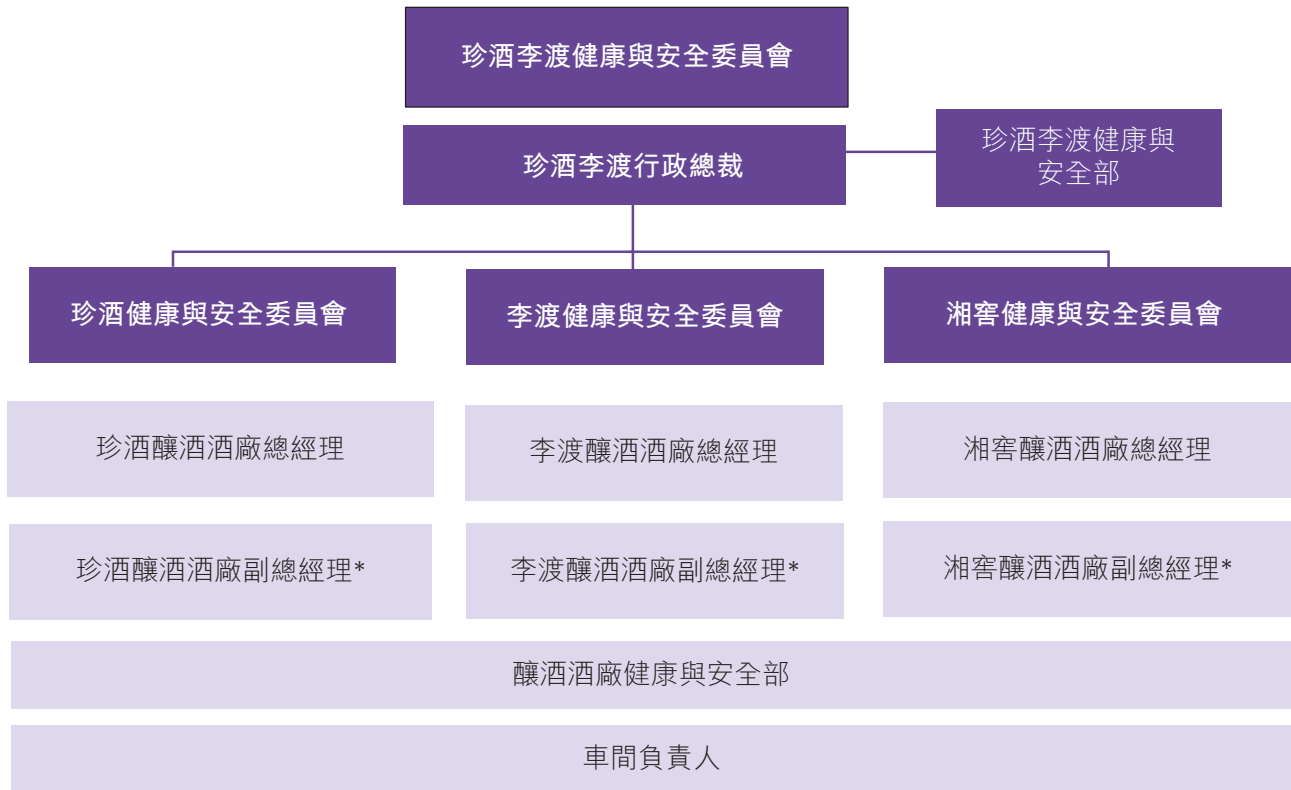 珍酒李渡健康與安全委員會
珍酒李渡行政總裁
珍酒李渡健康與
安全部
珍酒健康與安全委員會
李渡健康與安全委員會
湘窖健康與安全委員會
珍酒釀酒酒廠總經理
李渡釀酒酒廠總經理
湘窖釀酒酒廠總經理
珍酒釀酒酒廠副總經理*
李渡釀酒酒廠副總經理*
湘窖釀酒酒廠副總經理*
釀酒酒廠健康與安全部
車間負責人